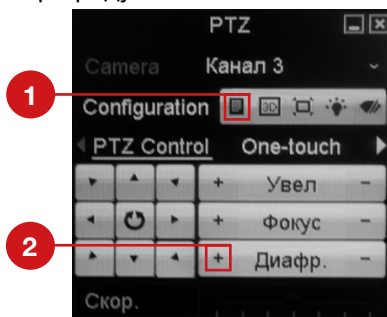 PTZ
Camera Канал 3
1
Configuration 3D
PTZ Control One-touch
+ Увел −
+ Фокус −
2
+ Диафр. −
Скор.